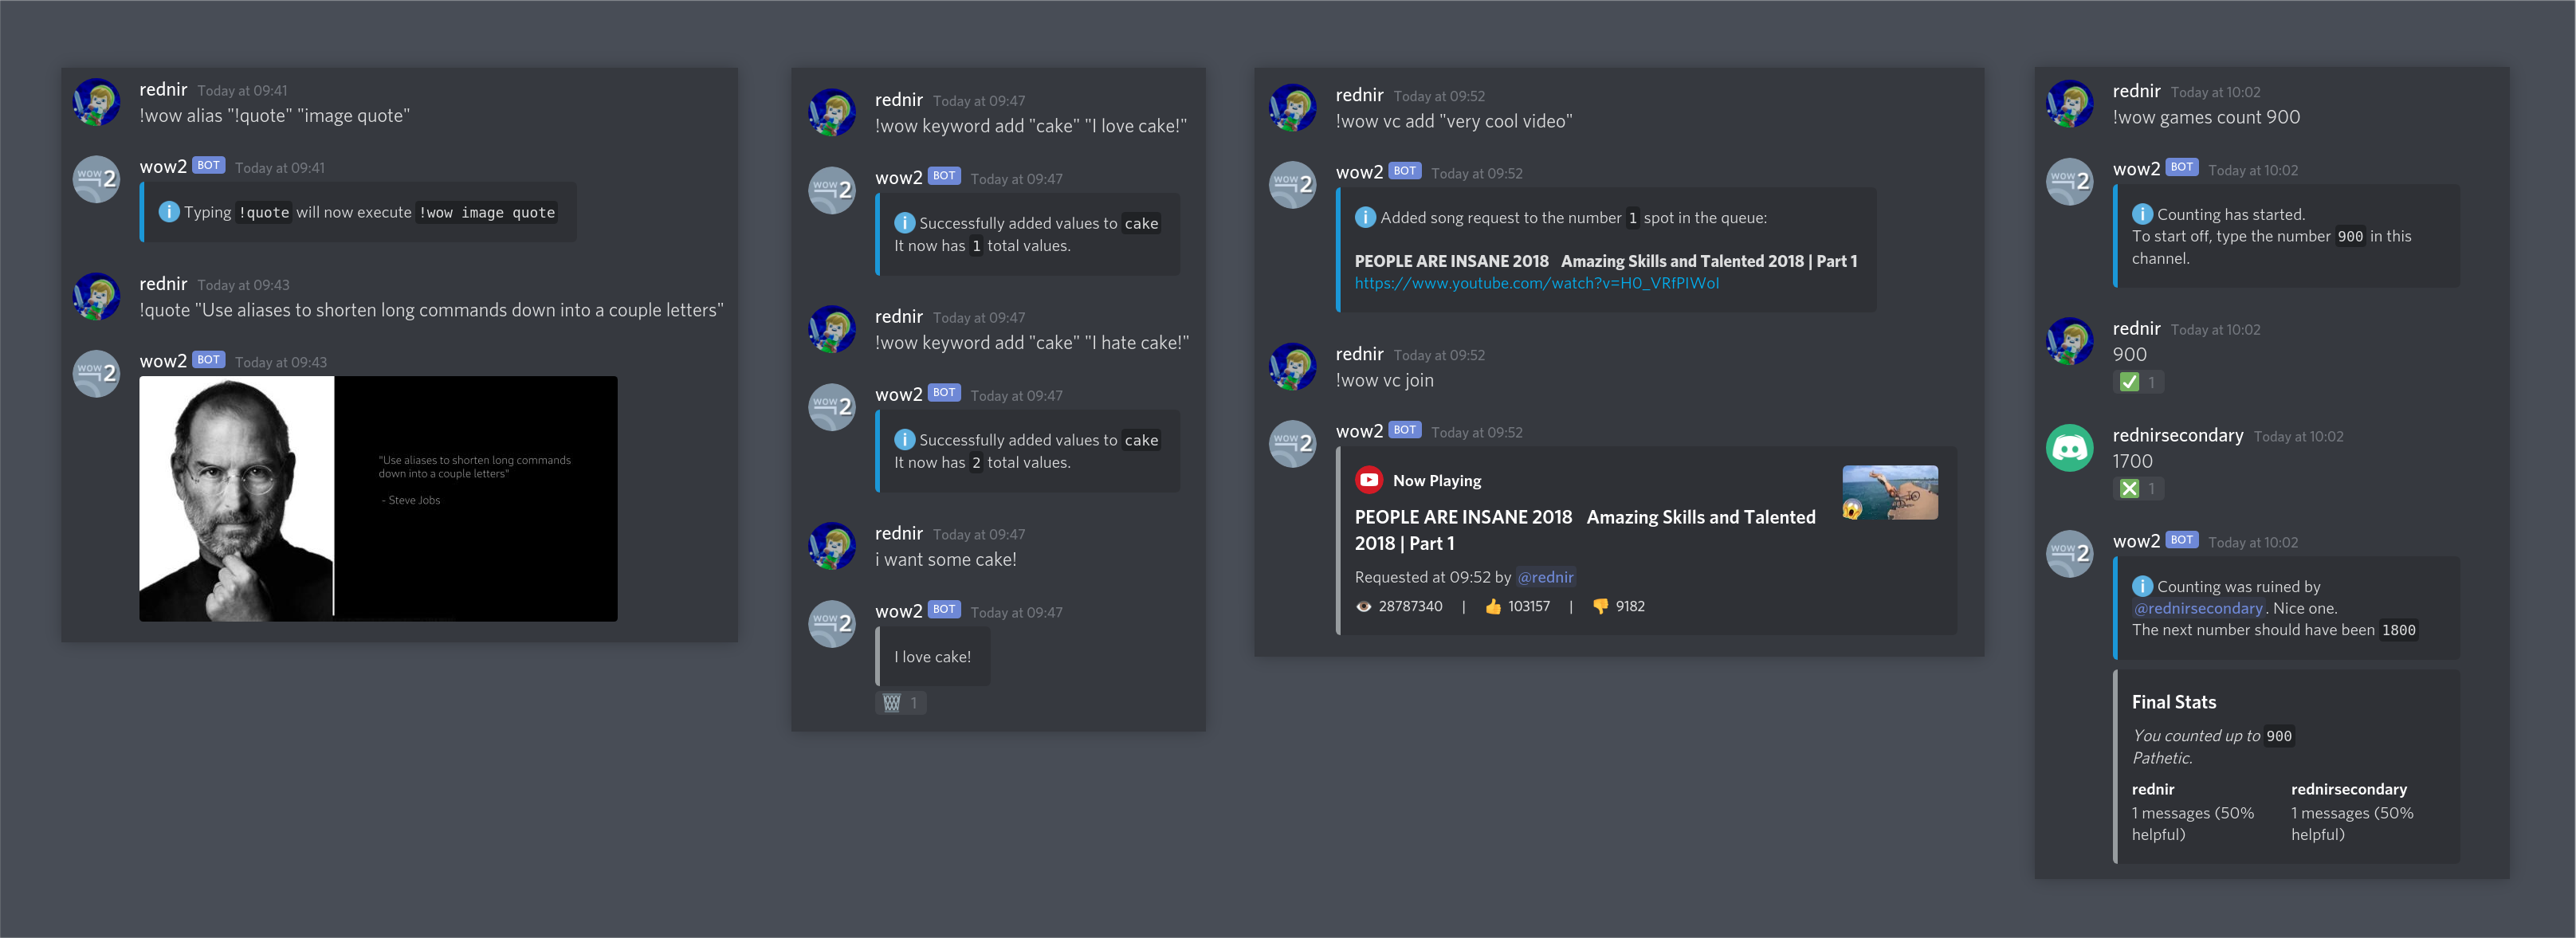 rednir Today at 09:41
!wow alias "!quote" "image quote"
wow2 BOT Today at 09:41
Typing !quote will now execute !wow image quote
rednir Today at 09:43
!quote "Use aliases to shorten long commands down into a couple letters"
wow2 BOT Today at 09:43
"Use aliases to shorten long commands
down into a couple letters"
- Steve Jobs
rednir Today at 09:47
!wow keyword add "cake" "I love cake!"
wow2 BOT Today at 09:47
Successfully added values to cake
It now has 1 total values.
rednir Today at 09:47
!wow keyword add "cake" "I hate cake!"
wow2 BOT Today at 09:47
Successfully added values to cake
It now has 2 total values.
rednir Today at 09:47
i want some cake!
wow2 BOT Today at 09:47
I love cake!
1
rednir Today at 09:52
!wow vc add "very cool video"
wow2 BOT Today at 09:52
Added song request to the number 1 spot in the queue:
PEOPLE ARE INSANE 2018 Amazing Skills and Talented 2018 | Part 1
https://www.youtube.com/watch?v=H0_VRfPIWoI
rednir Today at 09:52
!wow vc join
wow2 BOT Today at 09:52
Now Playing
PEOPLE ARE INSANE 2018 Amazing Skills and Talented
2018 | Part 1
Requested at 09:52 by @rednir
28787340 | 103157 | 9182
rednir Today at 10:02
!wow games count 900
wow2 BOT Today at 10:02
Counting has started.
To start off, type the number 900 in this
channel.
rednir Today at 10:02
900
1
rednirsecondary Today at 10:02
1700
1
wow2 BOT Today at 10:02
Counting was ruined by
@rednirsecondary. Nice one.
The next number should have been 1800
Final Stats
You counted up to 900
Pathetic.
rednir rednirsecondary
1 messages (50% 1 messages (50%
helpful) helpful)